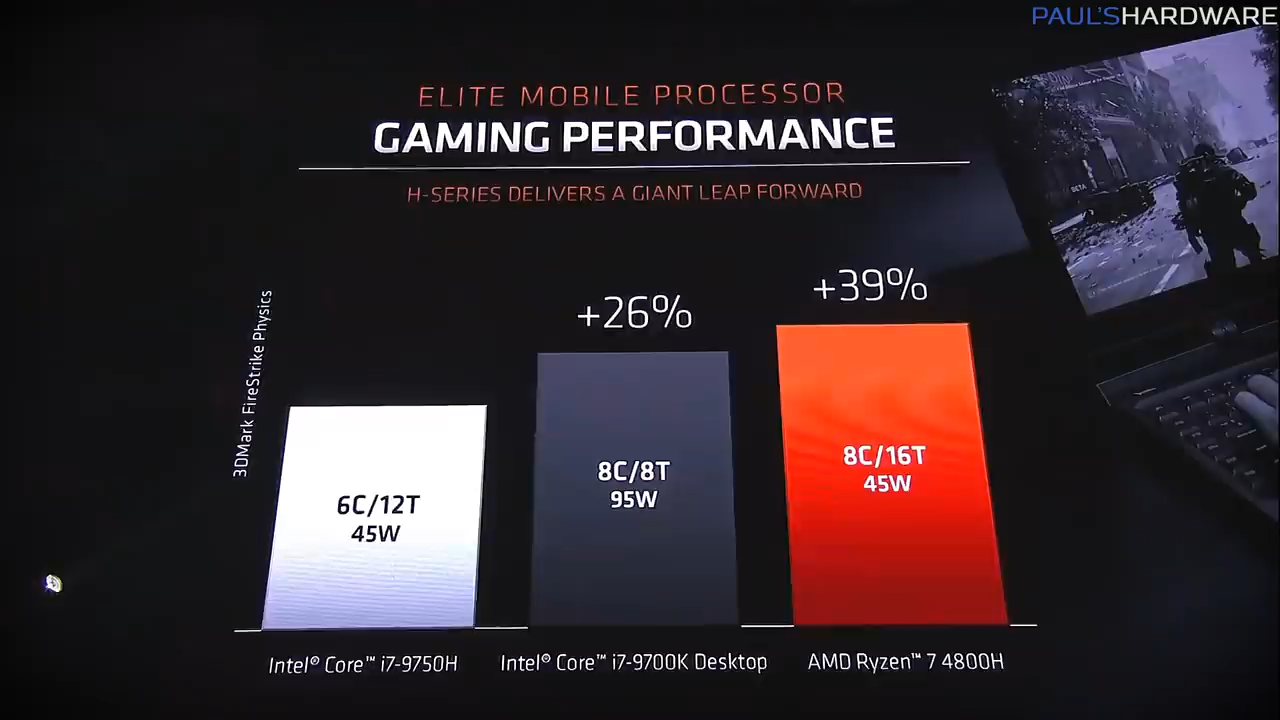 PAUL'SHARDWARE
ELITE MOBILE PROCESSOR
GAMING PERFORMANCE
H-SERIES DELIVERS A GIANT LEAP FORWARD
BETA
3DMark FireStrike Physics
+26%
+39%
6C/12T
45W
8C/8T
95W
8C/16T
45W
Intel® Core™ i7-9750H
Intel® Core™ i7-9700K Desktop
AMD Ryzen™ 7 4800H